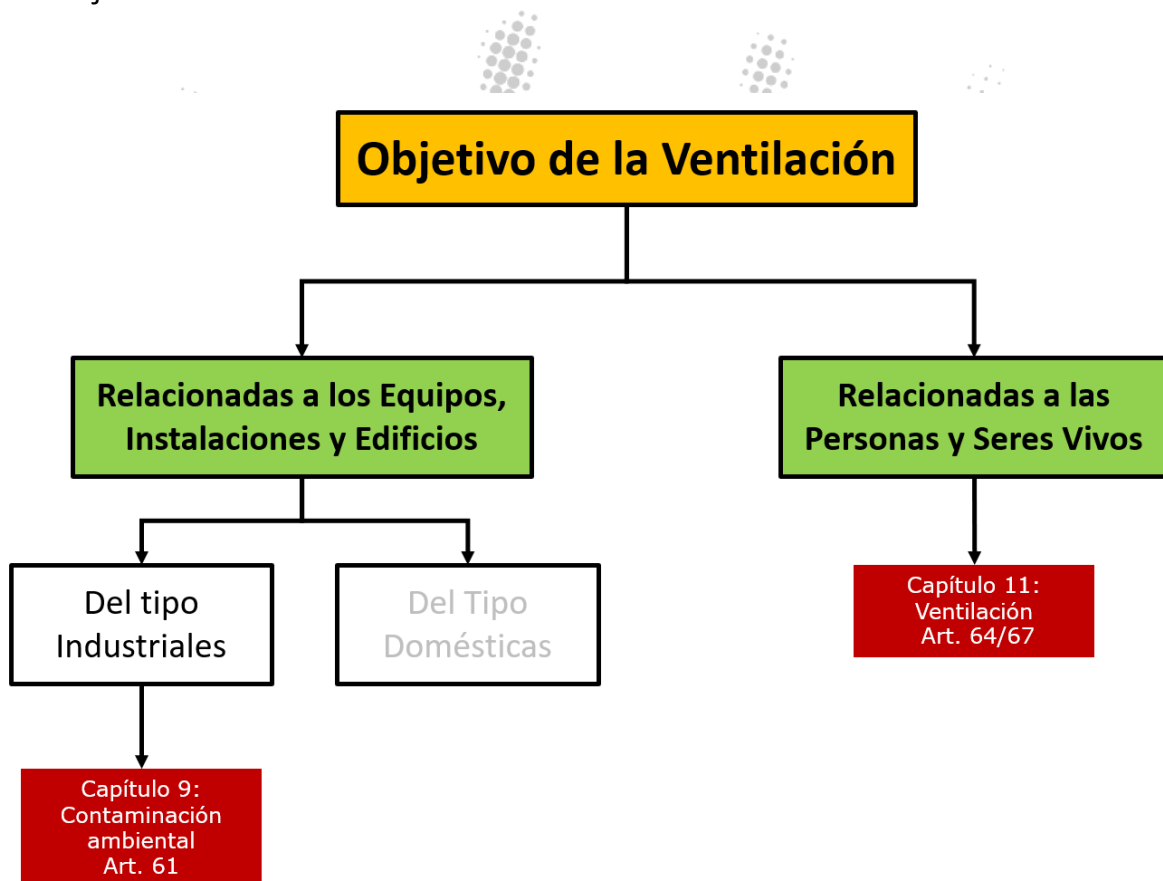 Objetivo de la Ventilación
Relacionadas a los Equipos,
Instalaciones y Edificios
Relacionadas a las
Personas y Seres Vivos
Del tipo
Industriales
Del Tipo
Domésticas
Capítulo 11:
Ventilación
Art. 64/67
Capítulo 9:
Contaminación
ambiental
Art. 61